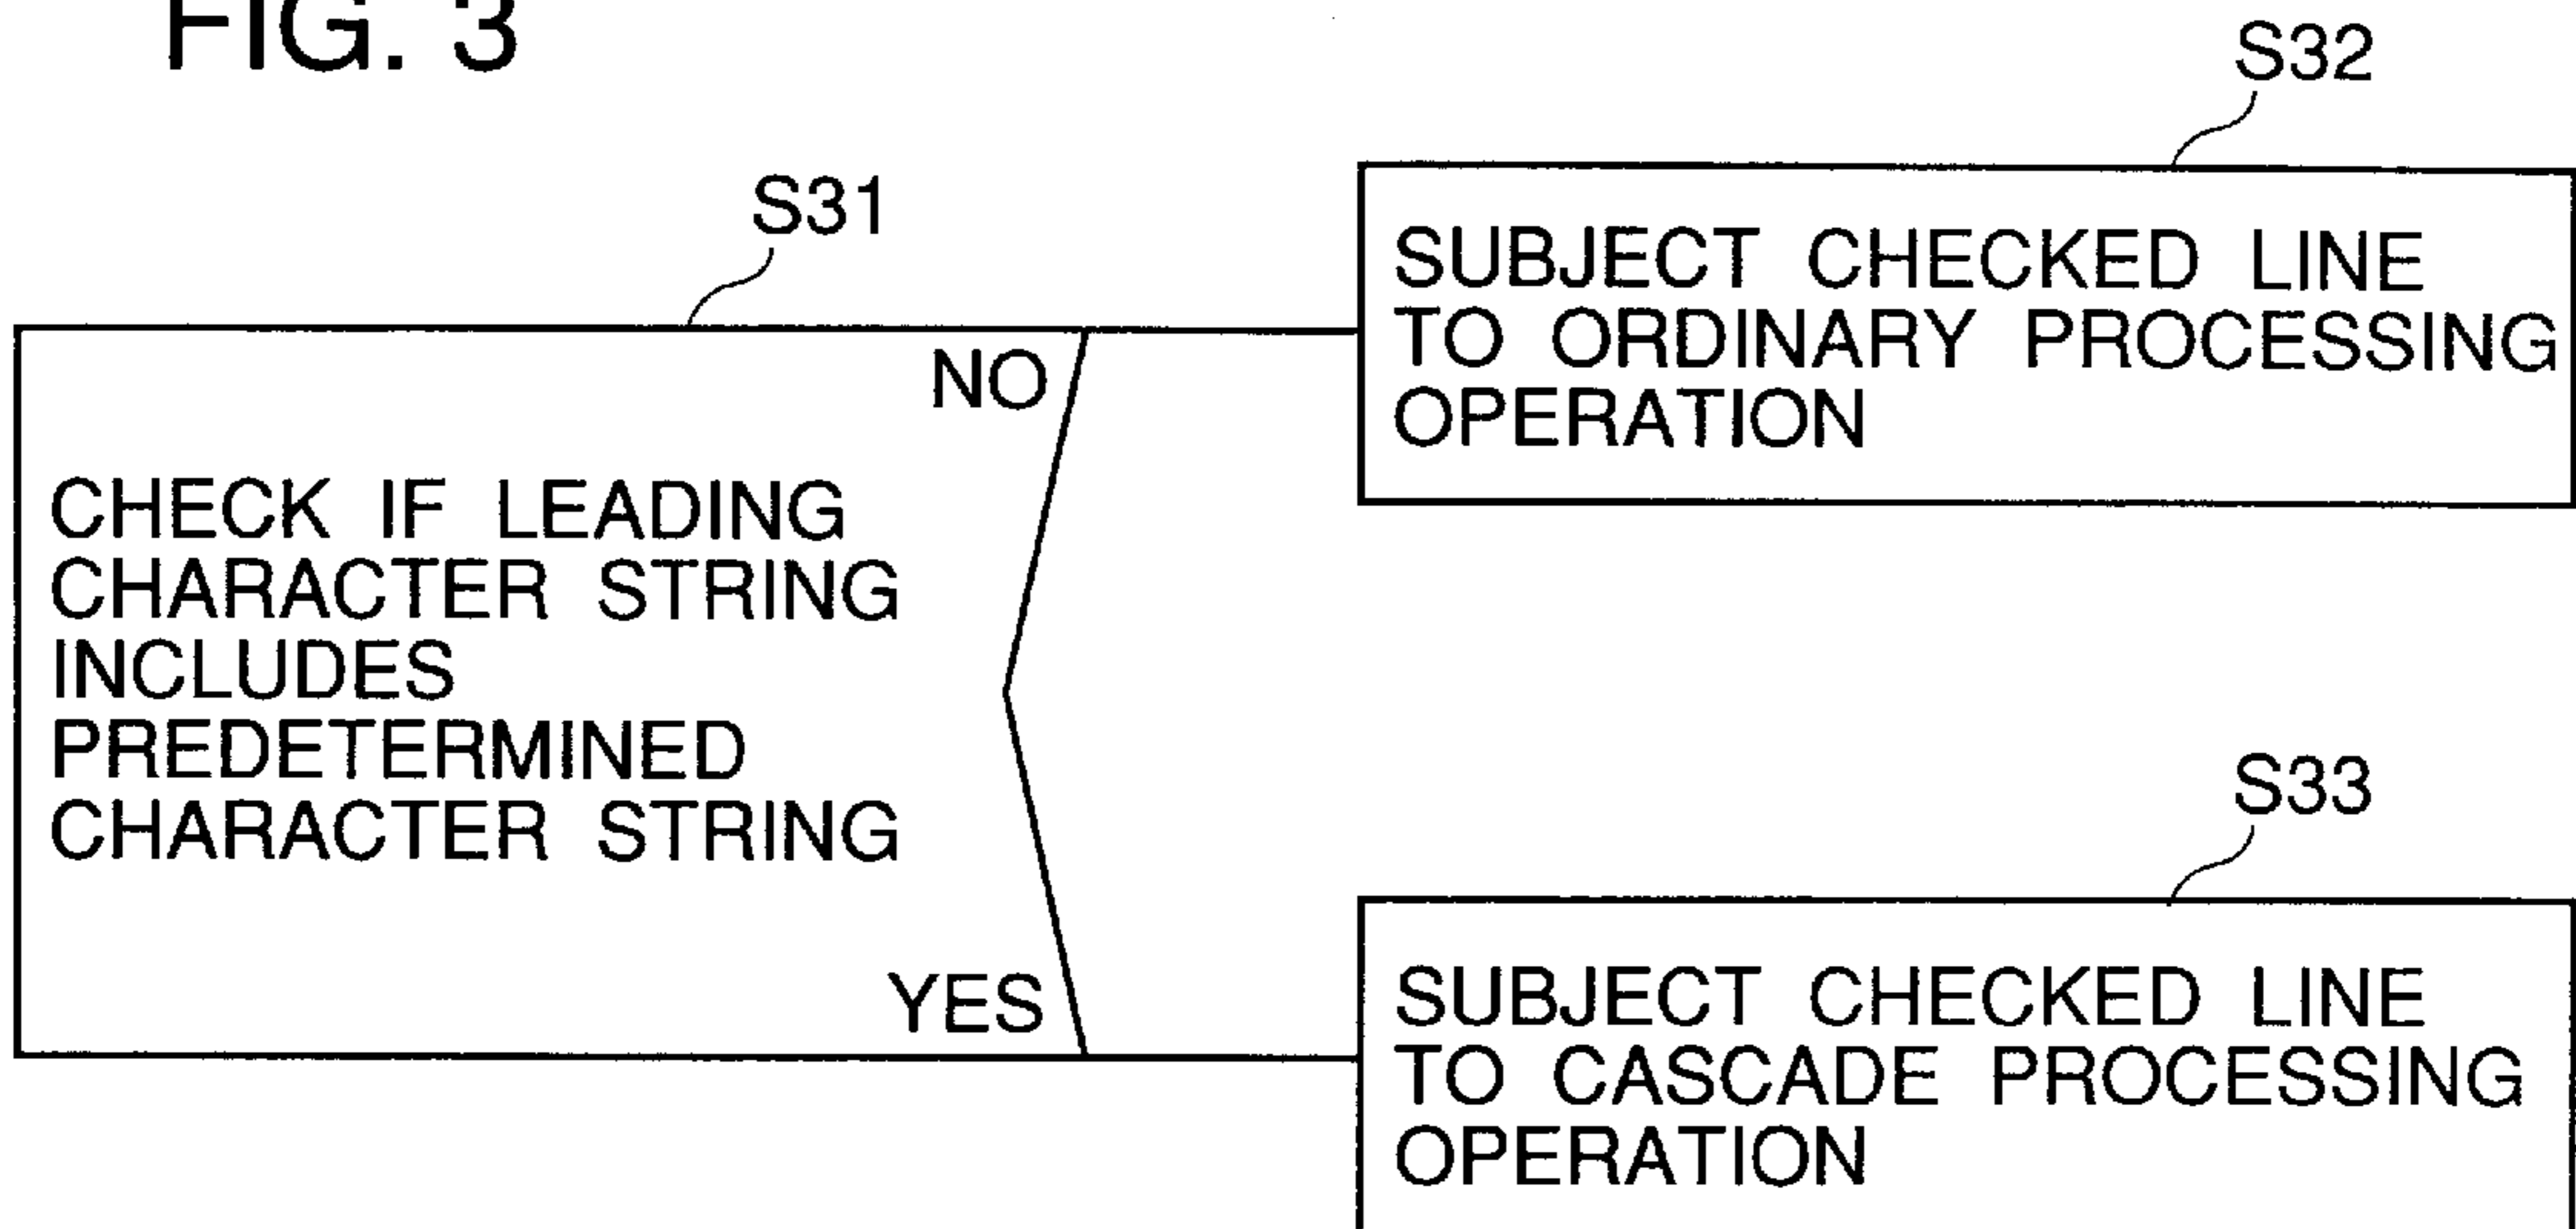 FIG. 3
S31
NO
CHECK IF LEADING
CHARACTER STRING
INCLUDES
PREDETERMINED
CHARACTER STRING
YES
S32
SUBJECT CHECKED LINE
TO ORDINARY PROCESSING
OPERATION
S33
SUBJECT CHECKED LINE
TO CASCADE PROCESSING
OPERATION